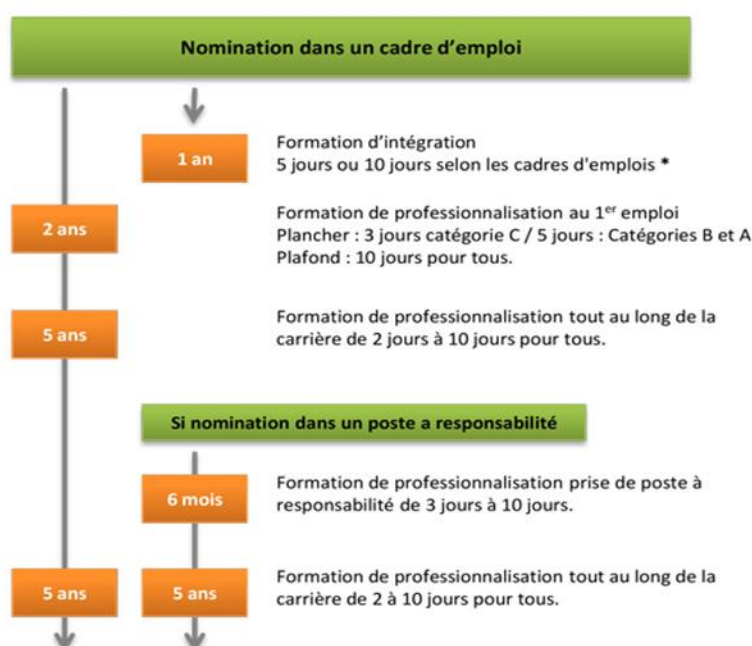 Nomination dans un cadre d'emploi
1 an
Formation d'intégration
5 jours ou 10 jours selon les cadres d'emplois *
2 ans
Formation de professionnalisation au 1er emploi
Plancher : 3 jours catégorie C / 5 jours : Catégories B et A
Plafond : 10 jours pour tous.
5 ans
Formation de professionnalisation tout au long de la
carrière de 2 jours à 10 jours pour tous.
Si nomination dans un poste a responsabilité
6 mois
Formation de professionnalisation prise de poste à
responsabilité de 3 jours à 10 jours.
5 ans
5 ans
Formation de professionnalisation tout au long de la
carrière de 2 à 10 jours pour tous.